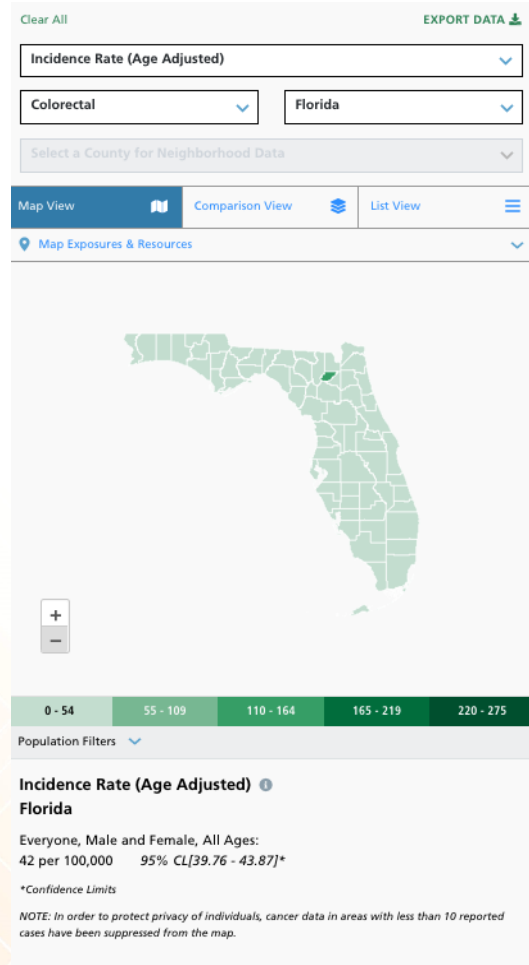 Clear All EXPORT DATA
Incidence Rate (Age Adjusted)
Colorectal Florida
Select a County for Neighborhood Data
Map View Comparison View List View
Map Exposures & Resources
+
−
0 - 54 55 - 109 110 - 164 165 - 219 220 - 275
Population Filters
Incidence Rate (Age Adjusted)
Florida
Everyone, Male and Female, All Ages:
42 per 100,000 95% CL[39.76 - 43.87]*
*Confidence Limits
NOTE: In order to protect privacy of individuals, cancer data in areas with less than 10 reported
cases have been suppressed from the map.